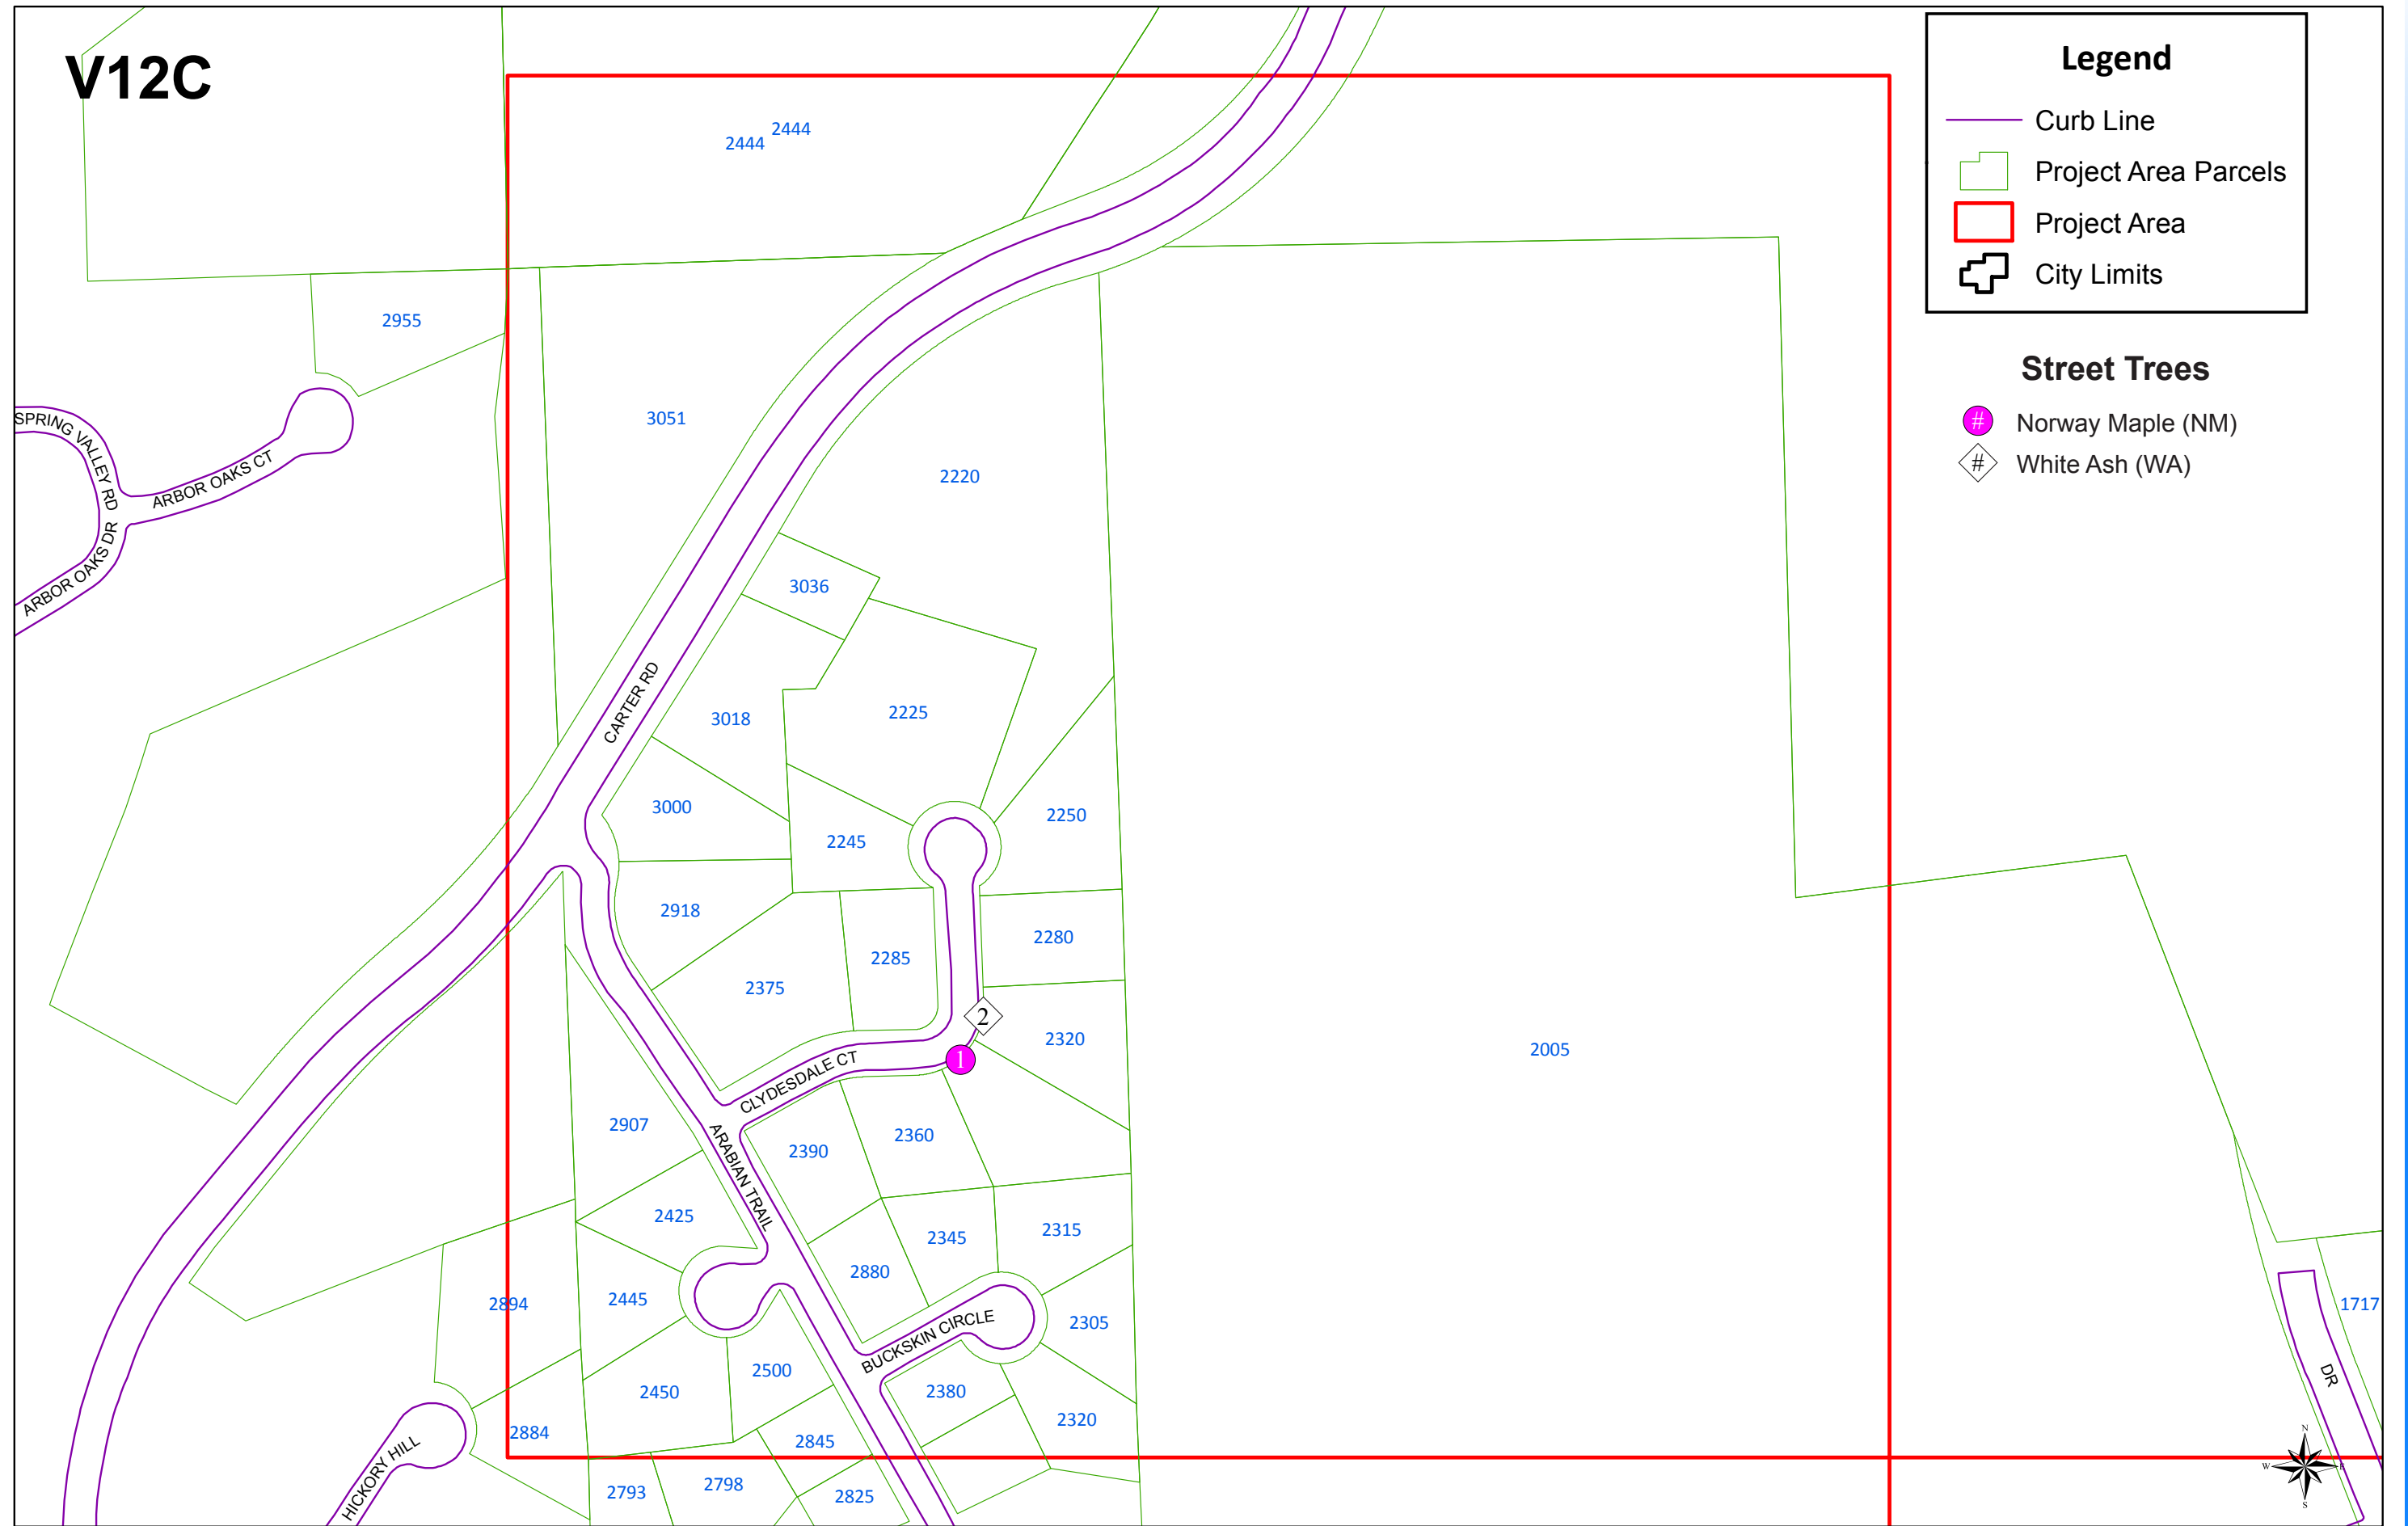 V12C
Legend
Curb Line
Project Area Parcels
Project Area
City Limits
Street Trees
# Norway Maple (NM)
# White Ash (WA)
2444
2444
2955
3051
2220
SPRING VALLEY RD
ARBOR OAKS CT
ARBOR OAKS DR
3036
CARTER RD
3018
2225
3000
2245
2250
2918
2285
2280
2375
2
1
2320
2005
CLYDESDALE CT
2907
ARABIAN TRAIL
2390
2360
2425
2345
2315
2880
2894
2445
BUCKSKIN CIRCLE
2305
1717
2450
2500
2380
DR
2320
2884
2845
HICKORY HILL
2793
2798
2825
N
W E
S